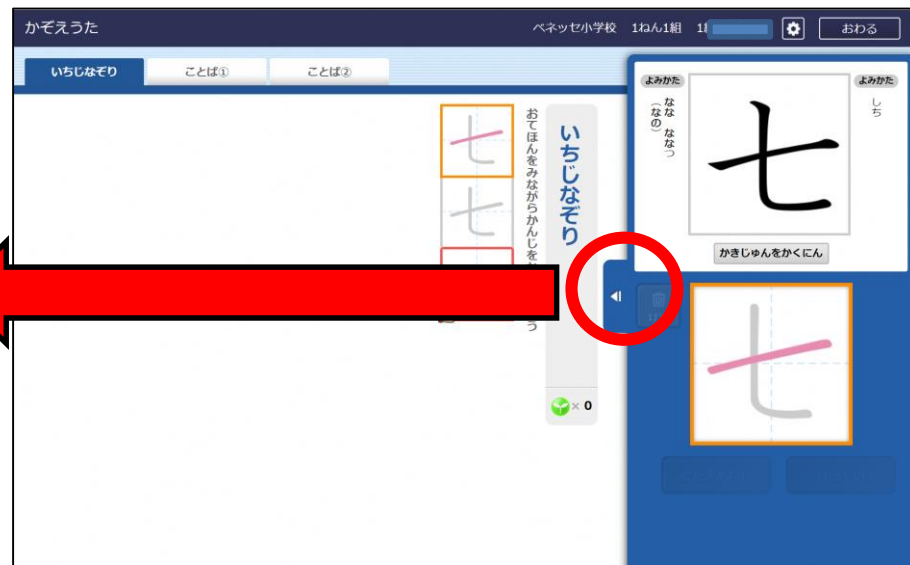 かぞえうた
ベネッセ小学校 1ねん1組
おわる
いちじなぞり
ことば①
ことば②
よみかた
しち
七
よみかた
なな ななつ
(なの)
かきじゅんをかくにん
いちじなぞり
おてほんをみながらかんじを
う
七
七
× 0
七